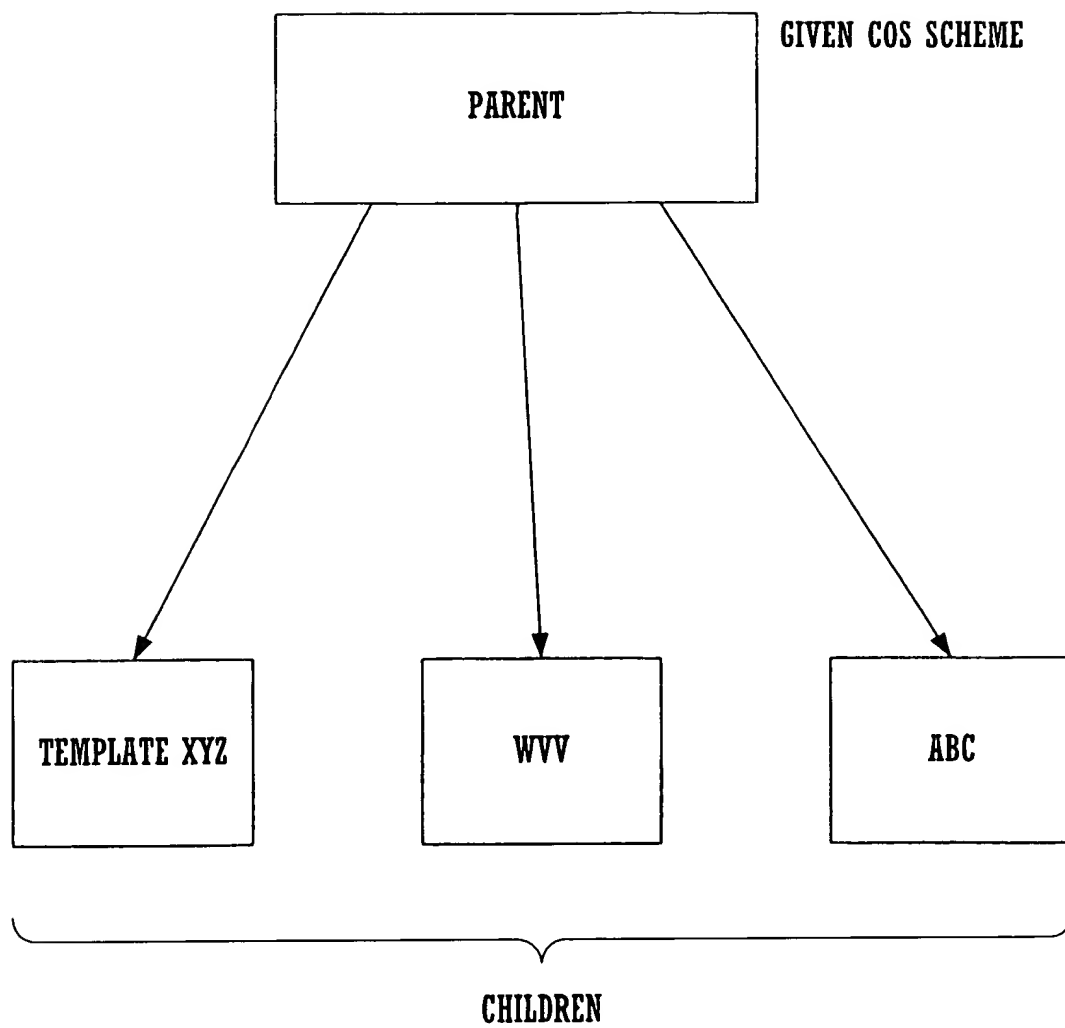 GIVEN COS SCHEME
PARENT
TEMPLATE XYZ
WVV
ABC
CHILDREN